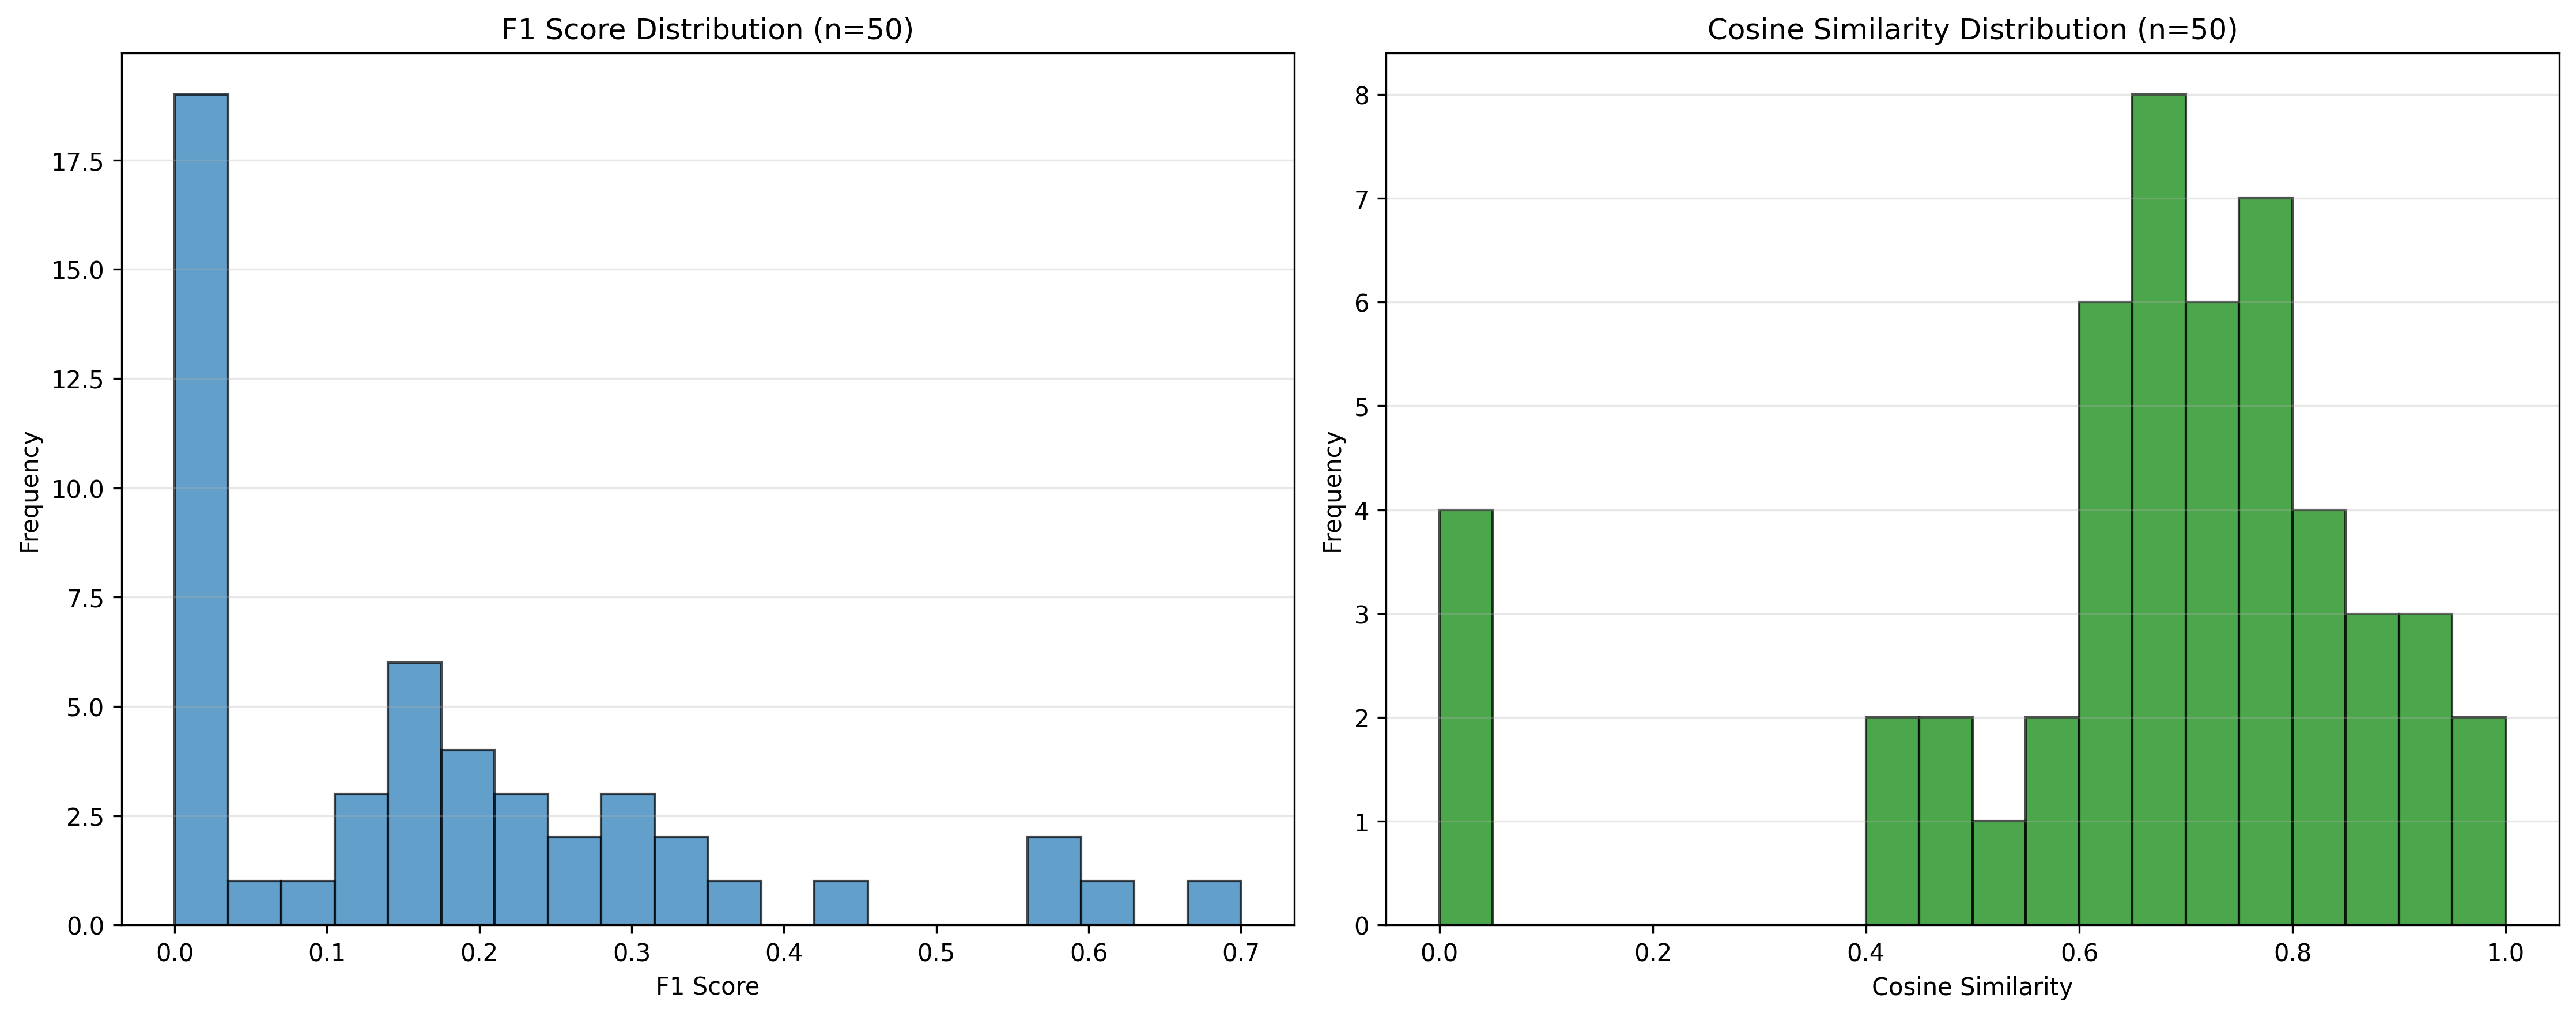 F1 Score Distribution (n=50)
Frequency
17.5
15.0
12.5
10.0
7.5
5.0
2.5
0.0
0.0 0.1 0.2 0.3 0.4 0.5 0.6 0.7
F1 Score
Cosine Similarity Distribution (n=50)
Frequency
8
7
6
5
4
3
2
1
0
0.0 0.2 0.4 0.6 0.8 1.0
Cosine Similarity